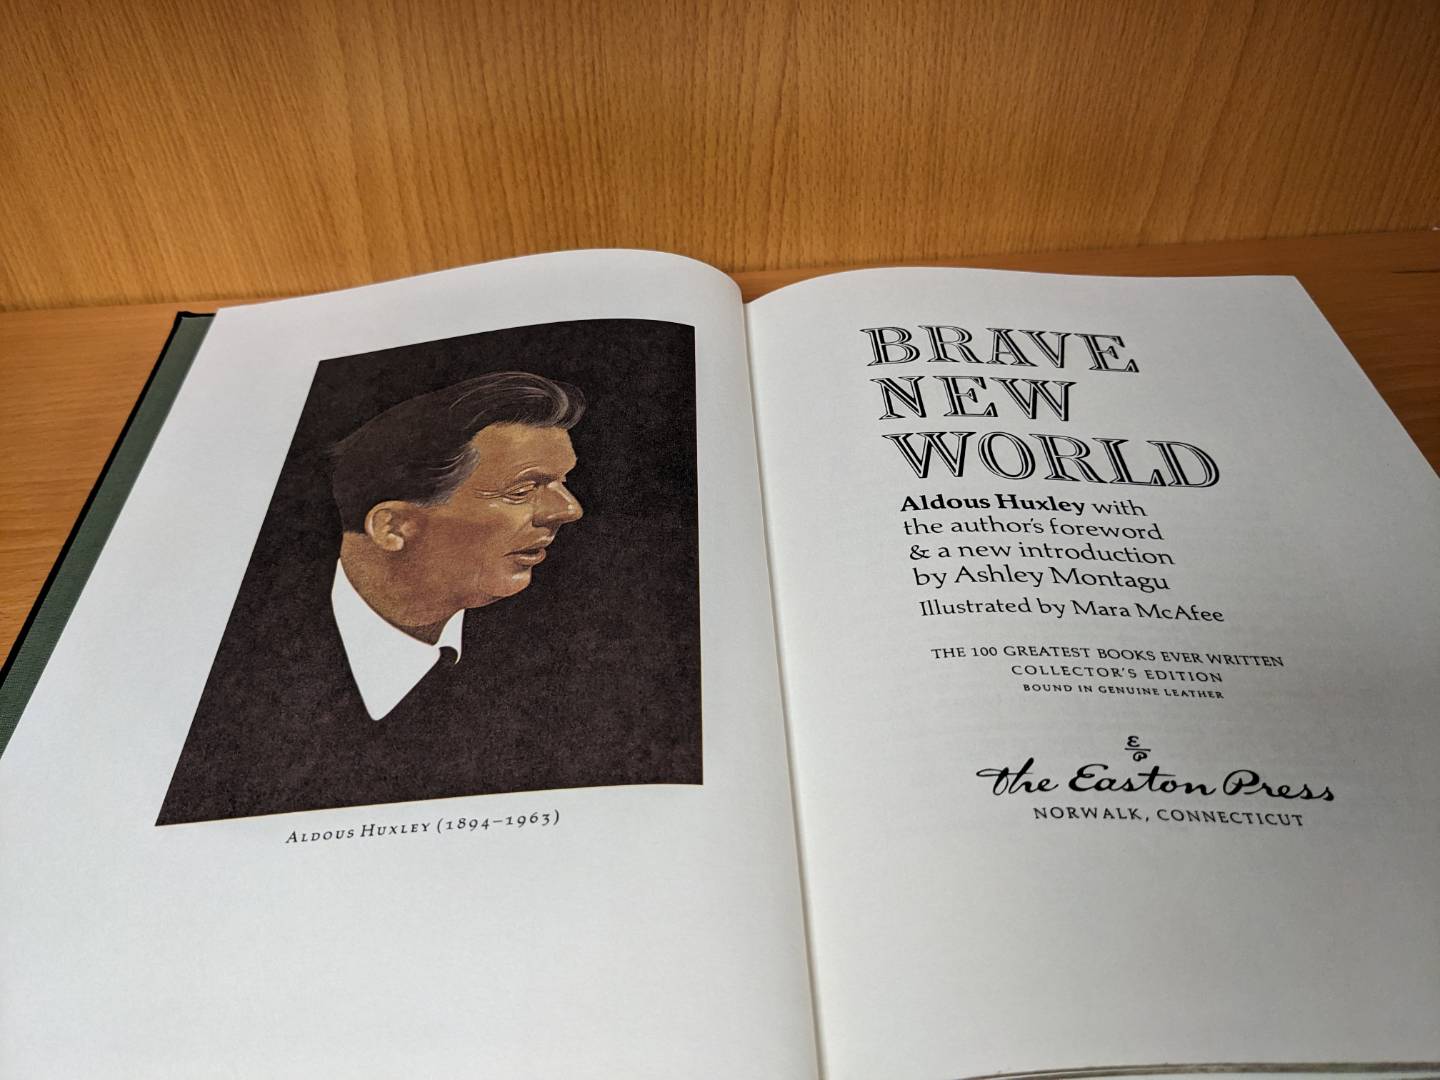 ALDOUS HUXLEY (1894–1963)
BRAVE
NEW
WORLD
Aldous Huxley with
the author's foreword
& a new introduction
by Ashley Montagu
Illustrated by Mara McAfee
THE 100 GREATEST BOOKS EVER WRITTEN
COLLECTOR'S EDITION
BOUND IN GENUINE LEATHER
E
P
The Easton Press
NORWALK, CONNECTICUT